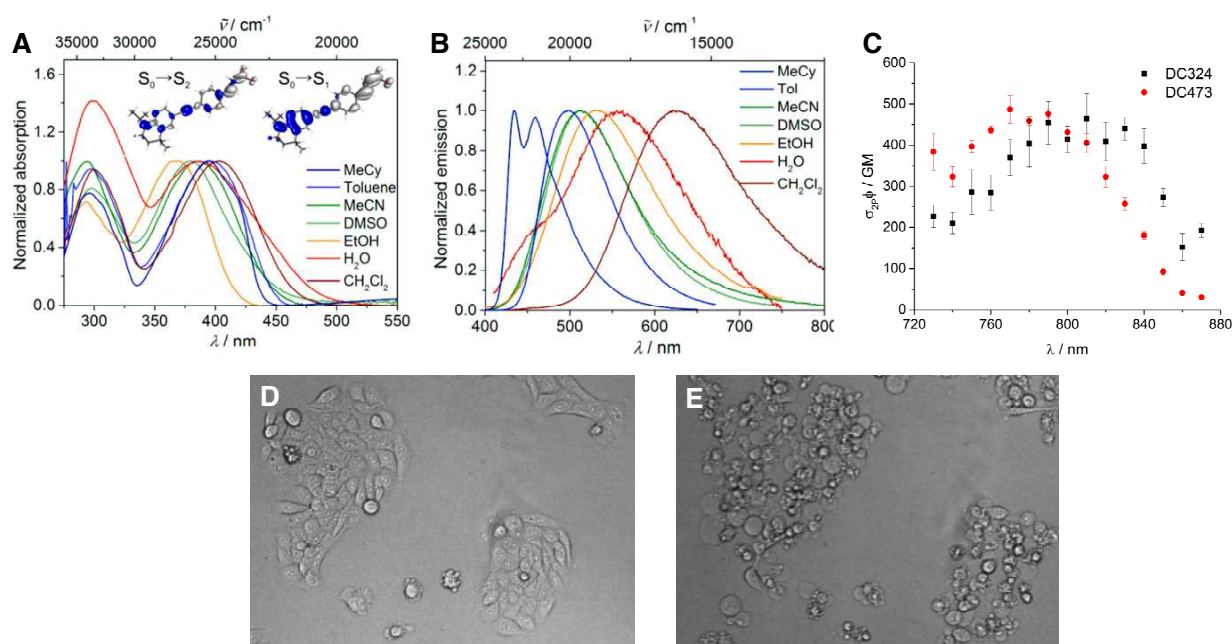 A
ν̃ / cm⁻¹
35000 30000 25000 20000
1.6
1.2
1.0
0.8
0.4
0.0
Normalized absorption
S₀→S₂
S₀→S₁
MeCy
Toluene
MeCN
DMSO
EtOH
H₂O
CH₂Cl₂
300 350 400 450 500 550
λ / nm
B
ν̃ / cm⁻¹
25000 20000 15000
1.0
0.8
0.6
0.4
0.2
0.0
Normalized emission
MeCy
Tol
MeCN
DMSO
EtOH
H₂O
CH₂Cl₂
400 500 600 700 800
λ / nm
C
600
500
400
300
200
100
0
σ₂ₚϕ / GM
DC324
DC473
720 760 800 840 880
λ / nm
D
E